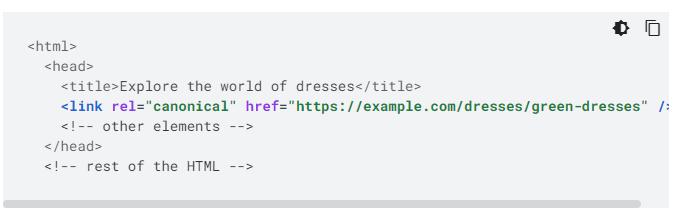 <html>
<head>
<title>Explore the world of dresses</title>
<link rel="canonical" href="https://example.com/dresses/green-dresses" />
<!-- other elements -->
</head>
<!-- rest of the HTML -->